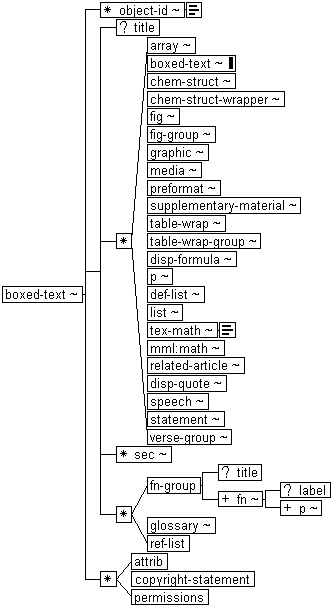 * object-id ~
? title
array ~
boxed-text ~
chem-struct ~
chem-struct-wrapper ~
fig ~
fig-group ~
graphic ~
media ~
preformat ~
supplementary-material ~
table-wrap ~
* table-wrap-group ~
disp-formula ~
p ~
boxed-text ~ def-list ~
list ~
tex-math ~
mml:math ~
related-article ~
disp-quote ~
speech ~
statement ~
verse-group ~
* sec ~
? title
fn-group
+ fn ~ ? label
* + p ~
glossary ~
ref-list
attrib
* copyright-statement
permissions